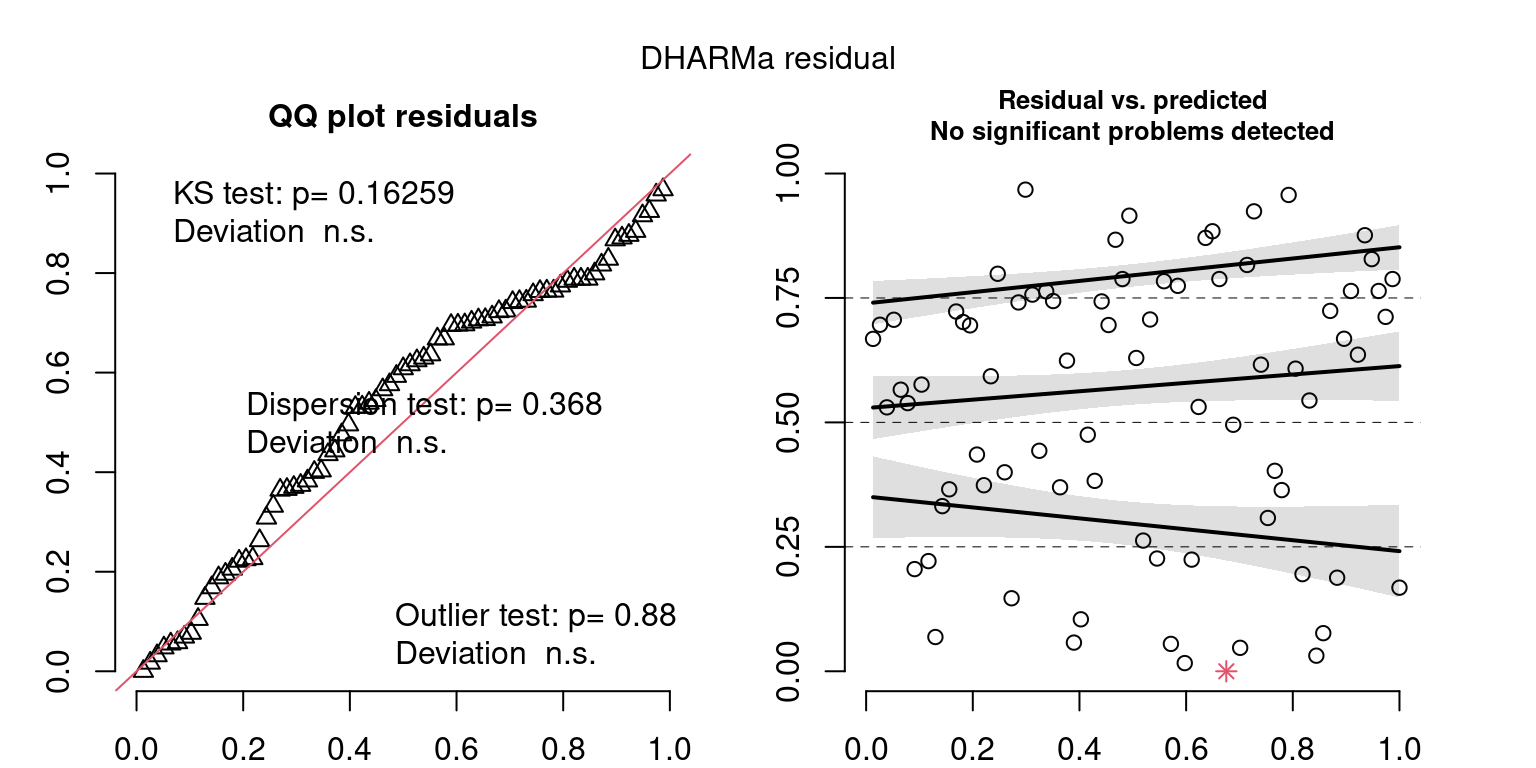 DHARMa residual
QQ plot residuals
KS test: p= 0.16259
Deviation n.s.
Dispersion test: p= 0.368
Deviation n.s.
Outlier test: p= 0.88
Deviation n.s.
0.0
0.2
0.4
0.6
0.8
1.0
0.0
0.2
0.4
0.6
0.8
1.0
Residual vs. predicted
No significant problems detected
0.00
0.25
0.50
0.75
1.00
0.0
0.2
0.4
0.6
0.8
1.0